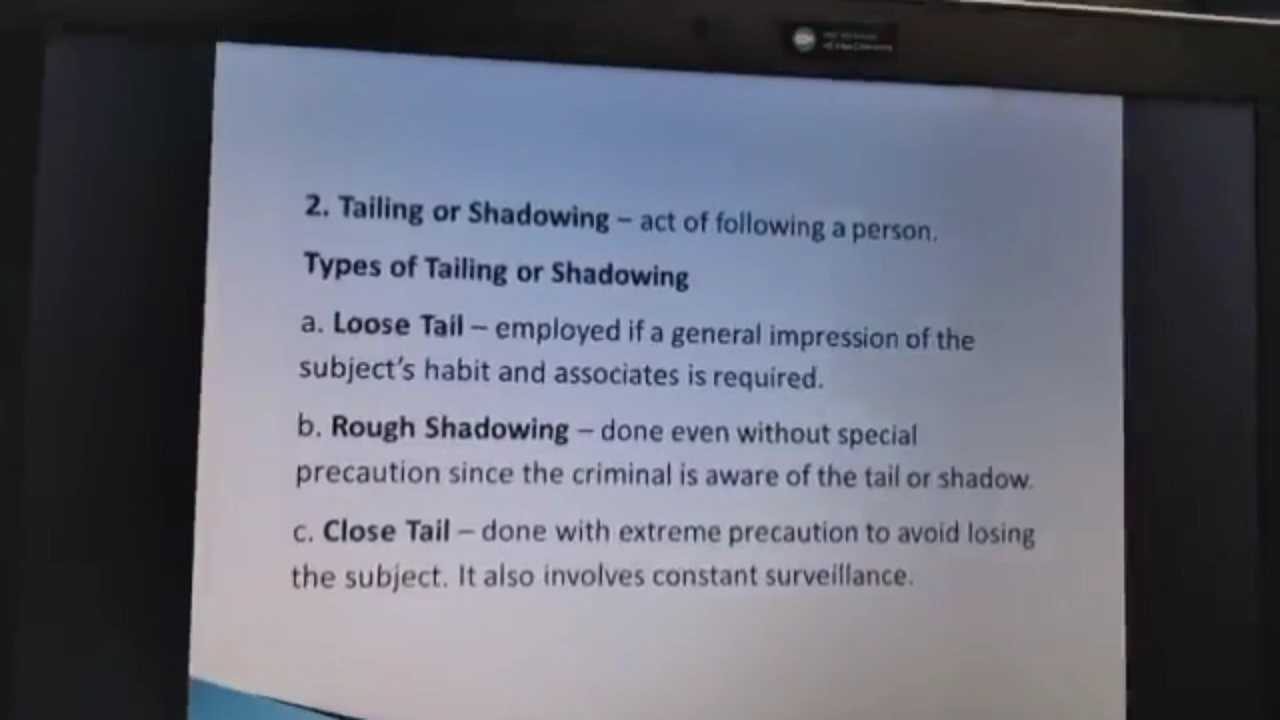 2. Tailing or Shadowing – act of following a person.
Types of Tailing or Shadowing
a. Loose Tail – employed if a general impression of the
subject's habit and associates is required.
b. Rough Shadowing – done even without special
precaution since the criminal is aware of the tail or shadow.
c. Close Tail – done with extreme precaution to avoid losing
the subject. It also involves constant surveillance.